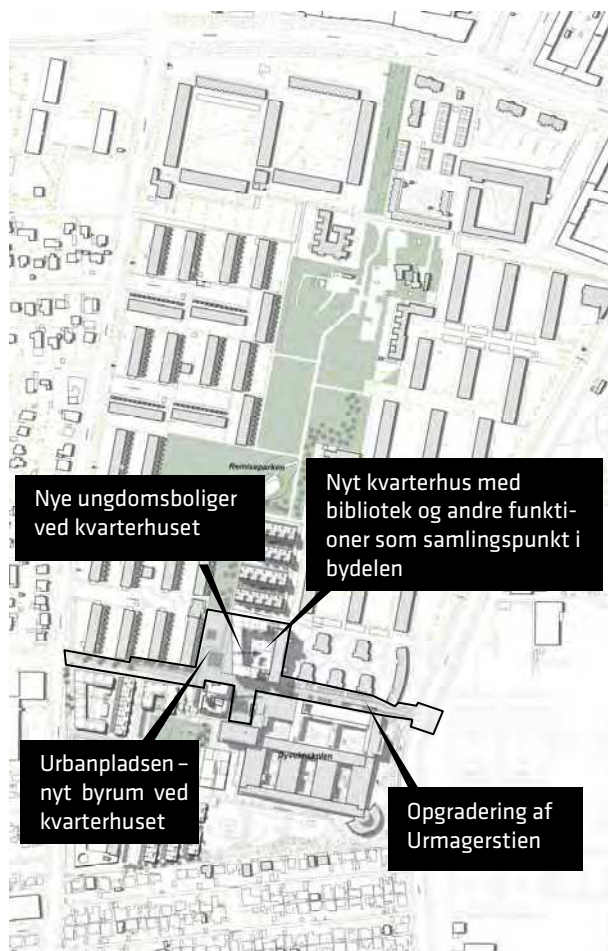 Remiseparken
Nye ungdomsboliger
ved kvarterhuset
Nyt kvarterhus med
bibliotek og andre funkti-
oner som samlingspunkt i
bydelen
Dyvekeskolen
Urbanpladsen –
nyt byrum ved
kvarterhuset
Opgradering af
Urmagerstien